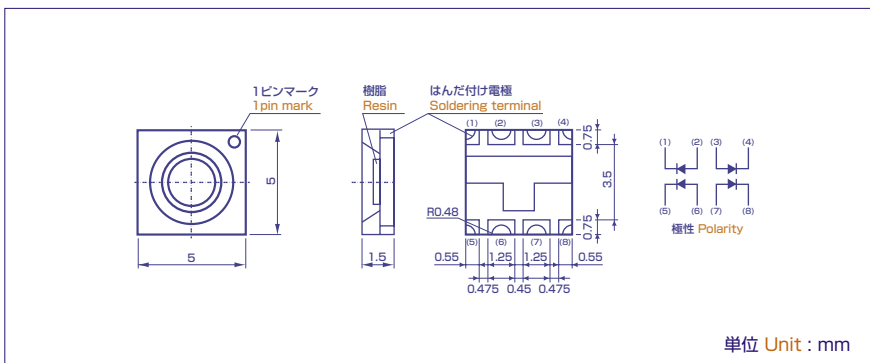 1ピンマーク
1pin mark
樹脂
Resin
はんだ付け電極
Soldering terminal
(1) (2) (3) (4)
0.75
5
3.5
R0.48
0.75
(5) (6) (7) (8)
5
1.5
0.55 1.25 1.25 0.55
0.475 0.45 0.475
(1) (2) (3) (4)
(5) (6) (7) (8)
極性 Polarity
単位 Unit : mm